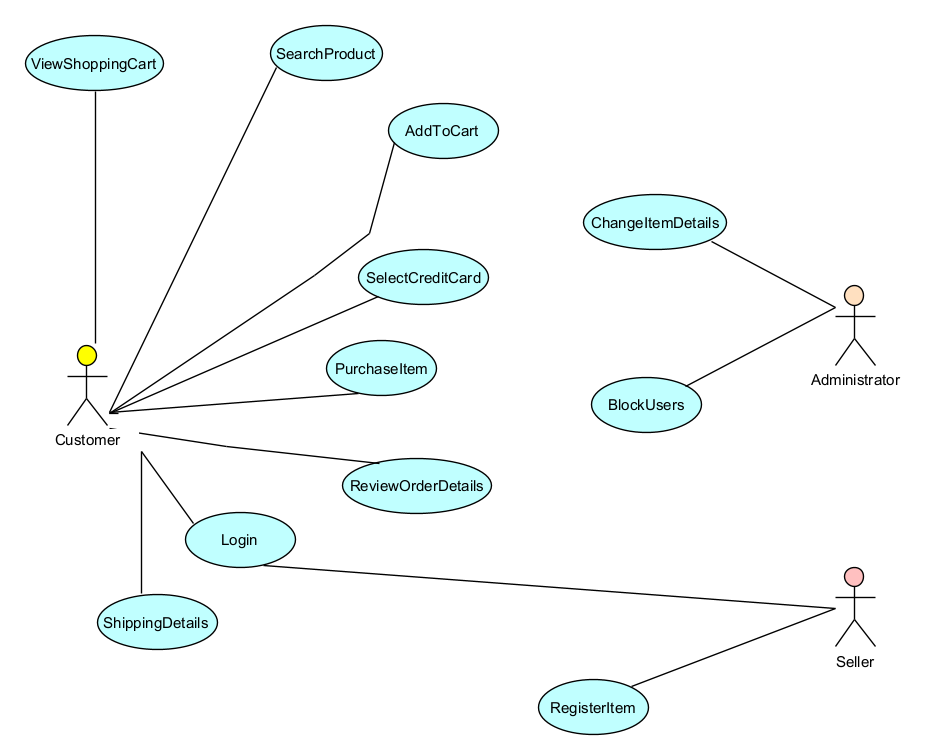 SearchProduct
ViewShoppingCart
AddToCart
ChangeItemDetails
SelectCreditCard
PurchaseItem
Administrator
BlockUsers
Customer
ReviewOrderDetails
Login
ShippingDetails
Seller
RegisterItem